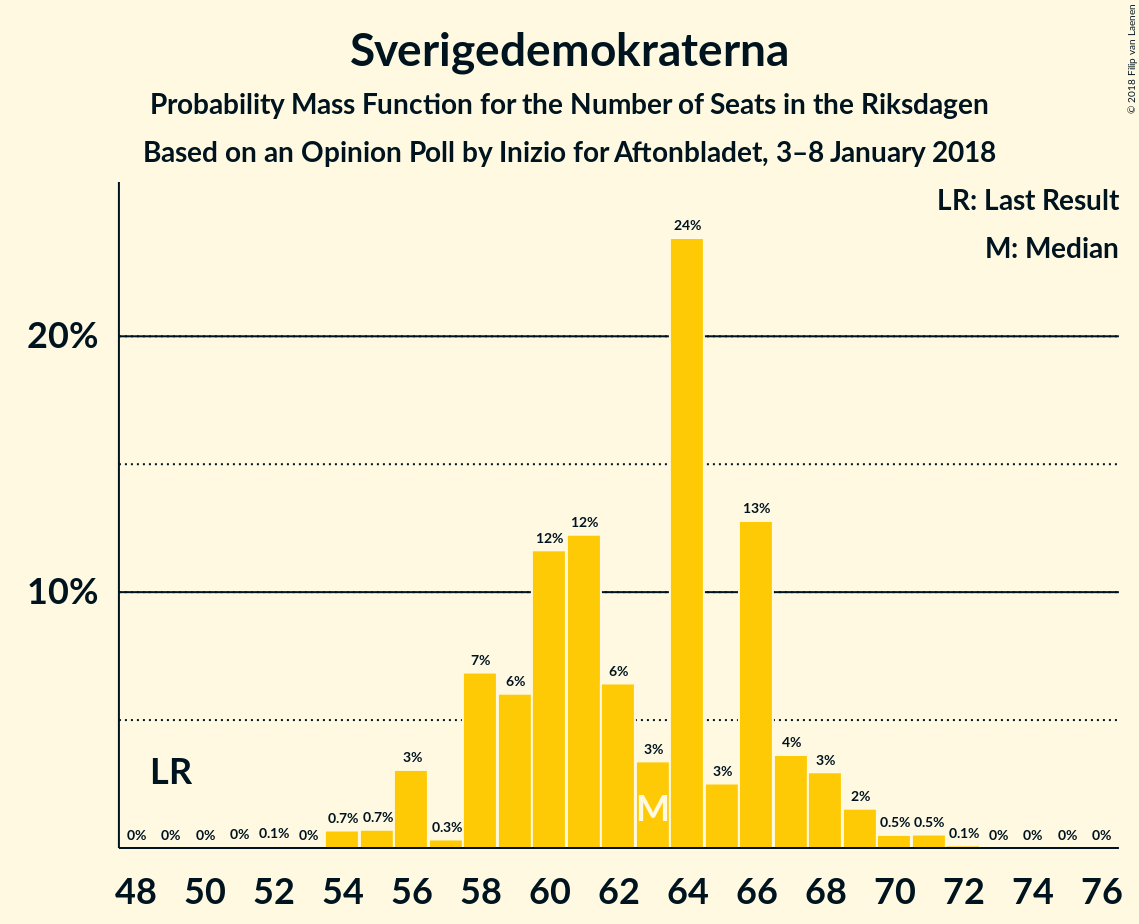 Sverigedemokraterna
Probability Mass Function for the Number of Seats in the Riksdagen
Based on an Opinion Poll by Inizio for Aftonbladet, 3–8 January 2018
© 2018 Filip van Laenen
LR: Last Result
M: Median
20%
10%
LR
M
0% 0% 0% 0% 0.1% 0% 0.7% 0.7% 3% 0.3% 7% 6% 12% 12% 6% 3% 24% 3% 13% 4% 3% 2% 0.5% 0.5% 0.1% 0% 0% 0% 0%
48 50 52 54 56 58 60 62 64 66 68 70 72 74 76